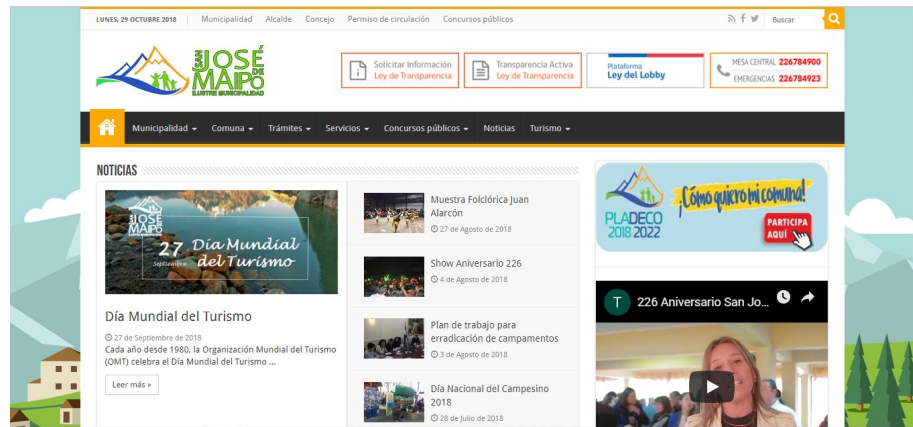 LUNES, 29 OCTUBRE 2018
Municipalidad Alcalde Concejo Permiso de circulación Concursos públicos
Buscar
SAN JOSÉ DE
MAIPO
ILUSTRE MUNICIPALIDAD
Solicitar Información
Ley de Transparencia
Transparencia Activa
Ley de Transparencia
Plataforma
Ley del Lobby
MESA CENTRAL 226784900
EMERGENCIAS 226784923
Municipalidad Comuna Trámites Servicios Concursos públicos Noticias Turismo
NOTICIAS
JOSÉ
MAIPO
27 Día Mundial
Septiembre del Turismo
Día Mundial del Turismo
27 de Septiembre de 2018
Cada año desde 1980, la Organización Mundial del Turismo
(OMT) celebra el Día Mundial del Turismo ...
Leer más »
Muestra Folclórica Juan
Alarcón
27 de Agosto de 2018
Show Aniversario 226
4 de Agosto de 2018
Plan de trabajo para
erradicación de campamentos
3 de Agosto de 2018
Día Nacional del Campesino
2018
28 de Julio de 2018
PLADECO
2018 2022
¡Cómo quiero mi comuna!
PARTICIPA
AQUÍ
T 226 Aniversario San Jo...